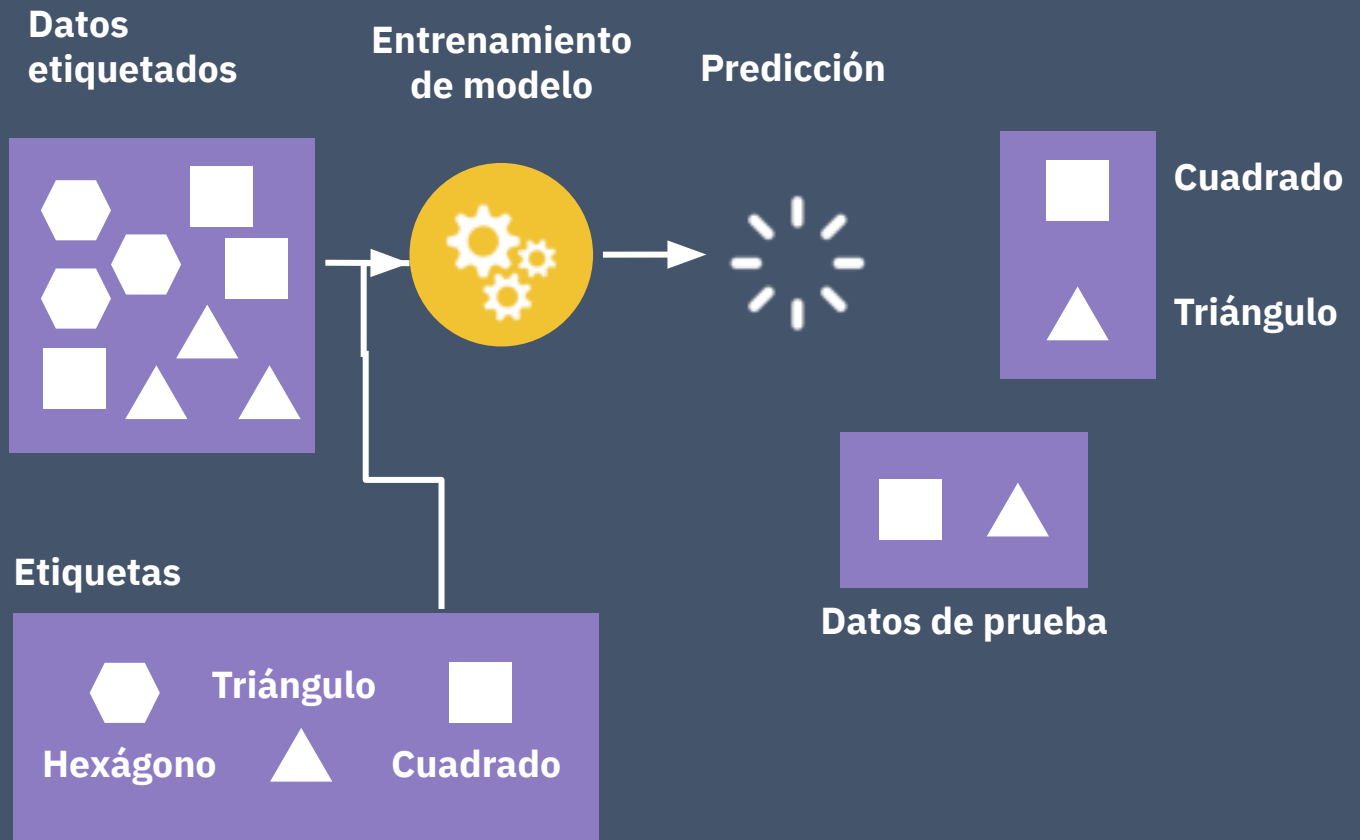 Datos
etiquetados
Entrenamiento
de modelo
Predicción
Cuadrado
Triángulo
Datos de prueba
Etiquetas
Triángulo
Hexágono
Cuadrado